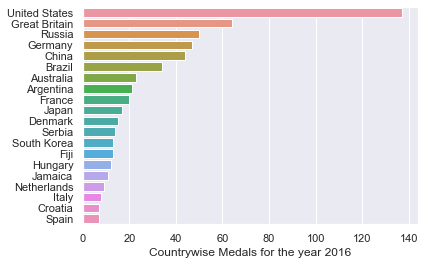 United States
Great Britain
Russia
Germany
China
Brazil
Australia
Argentina
France
Japan
Denmark
Serbia
South Korea
Fiji
Hungary
Jamaica
Netherlands
Italy
Croatia
Spain
0 20 40 60 80 100 120 140
Countrywise Medals for the year 2016